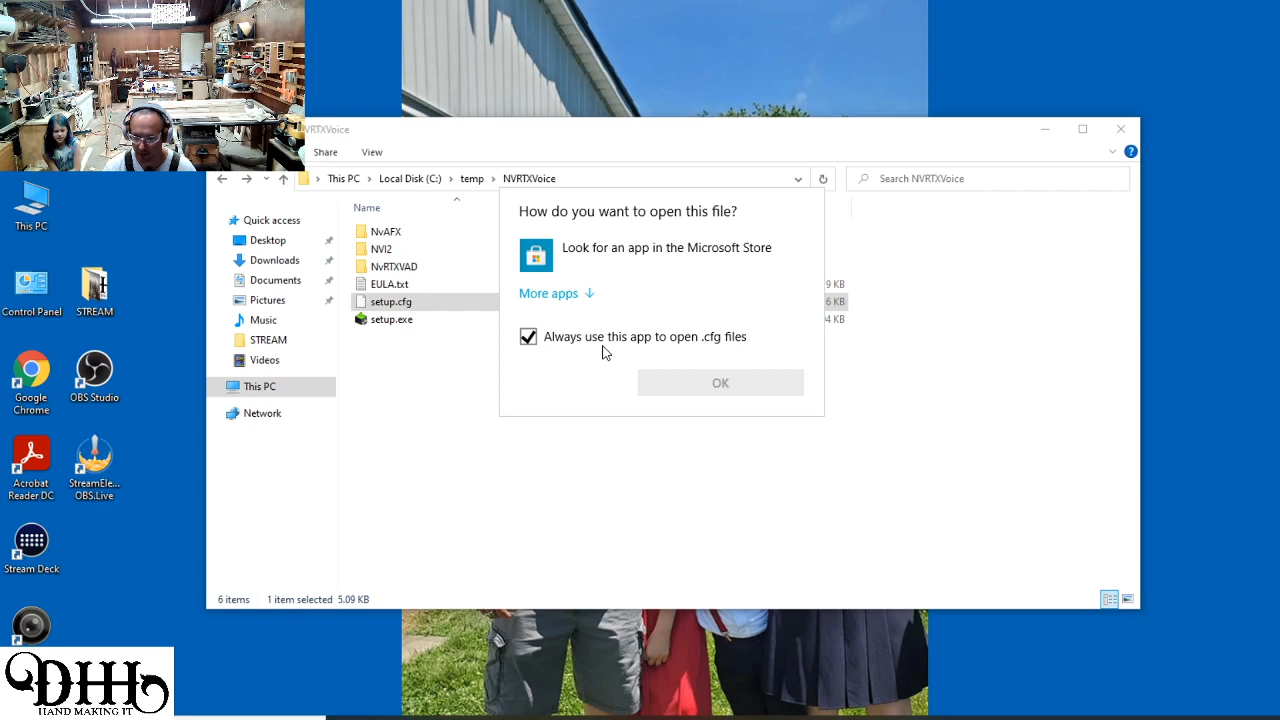 VRTXVoice
Share View
This PC Local Disk (C:) temp NVRTXVoice
Search NVRTXVoice
Name
Quick access
Desktop
Downloads
Documents
Pictures
Music
STREAM
Videos
This PC
Network
NvAFX
NVI2
NvRTXVAD
EULA.txt
setup.cfg
setup.exe
9 KB
6 KB
4 KB
How do you want to open this file?
Look for an app in the Microsoft Store
More apps
Always use this app to open .cfg files
OK
6 items 1 item selected 5.09 KB
This PC
Control Panel
STREAM
Google
Chrome
OBS Studio
Acrobat
Reader DC
StreamEle...
OBS.Live
Stream Deck
DHH
HAND MAKING IT